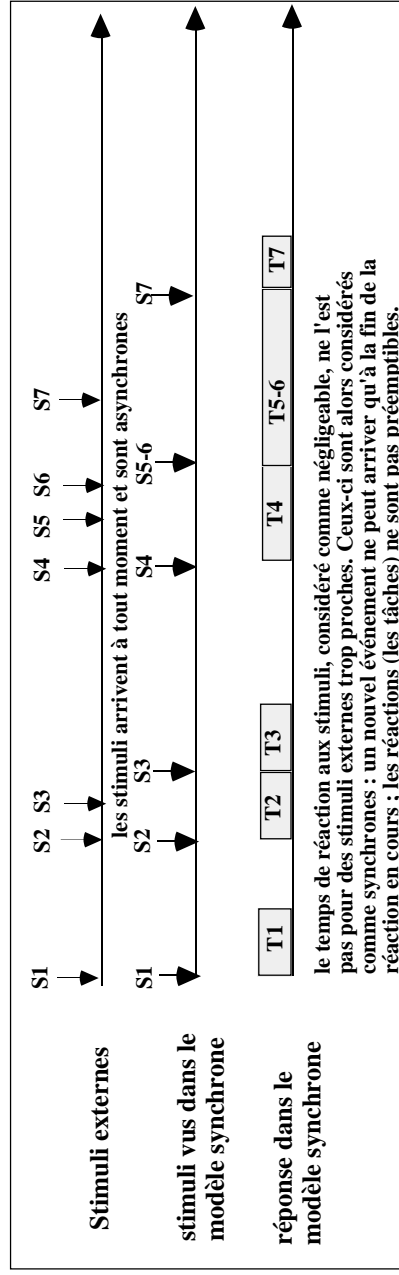 Stimuli externes
S1
S2
S3
S4
S5
S6
S7
les stimuli arrivent à tout moment et sont asynchrones
stimuli vus dans le
modèle synchrone
S1
S2
S3
S4
S5-6
S7
réponse dans le
modèle synchrone
T1
T2
T3
T4
T5-6
T7
le temps de réaction aux stimuli, considéré comme négligeable, ne l'est
pas pour des stimuli externes trop proches. Ceux-ci sont alors considérés
comme synchrones : un nouvel événement ne peut arriver qu'à la fin de la
réaction en cours ; les réactions (les tâches) ne sont pas préemptibles.